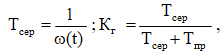 Тсер = 1/ω(t) ; Кг = Тсер/(Тсер + Тпр) ,